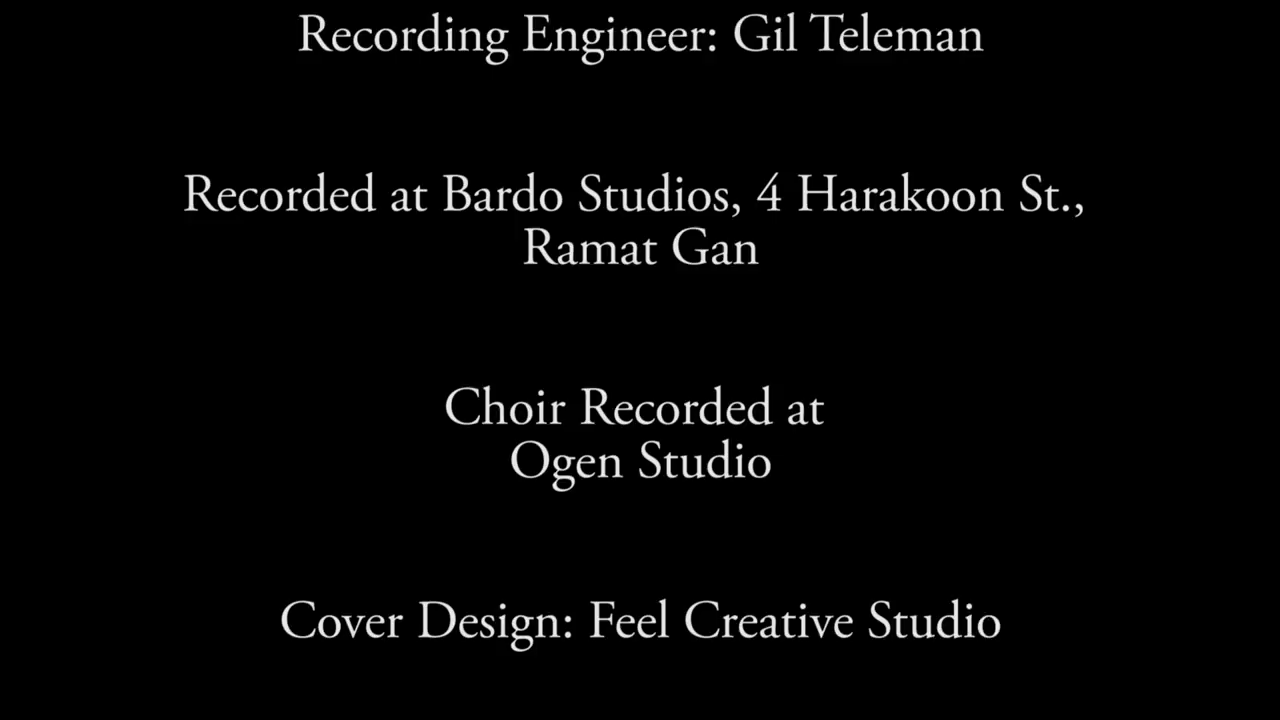 Recording Engineer: Gil Teleman
Recorded at Bardo Studios, 4 Harakoon St.,
Ramat Gan
Choir Recorded at
Ogen Studio
Cover Design: Feel Creative Studio